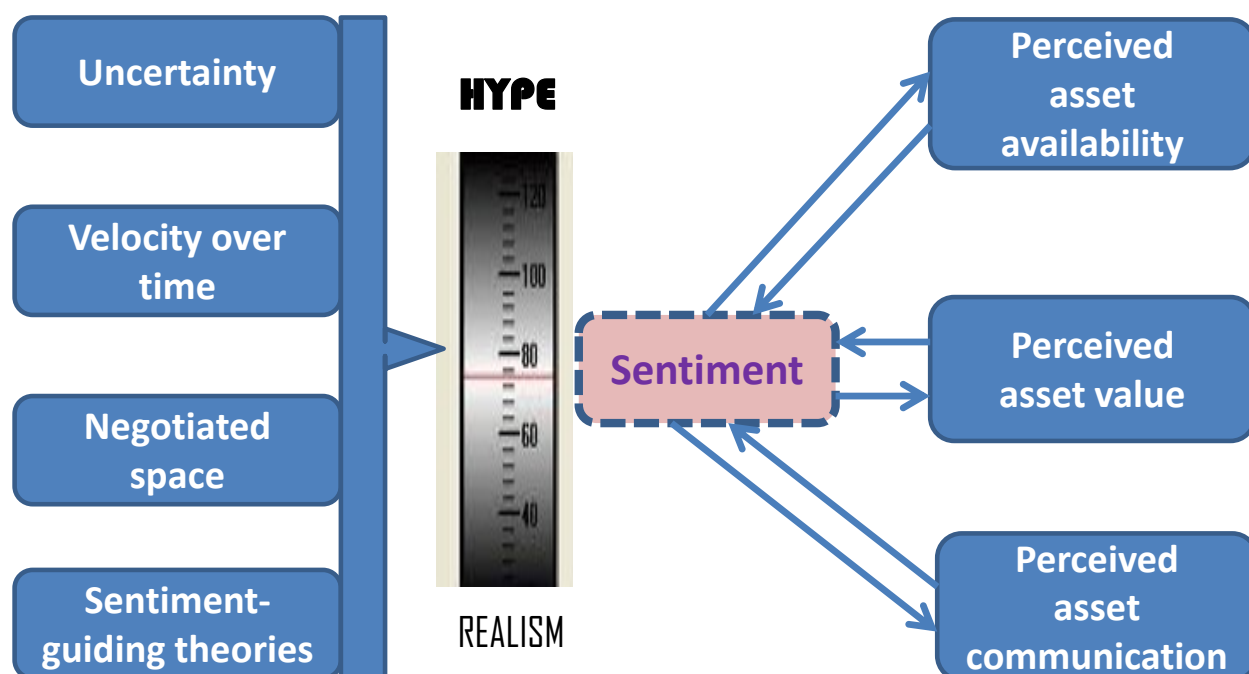 Uncertainty
Velocity over
time
Negotiated
space
Sentiment-
guiding theories
HYPE
120
100
80
60
40
REALISM
Sentiment
Perceived
asset
availability
Perceived
asset value
Perceived
asset
communication